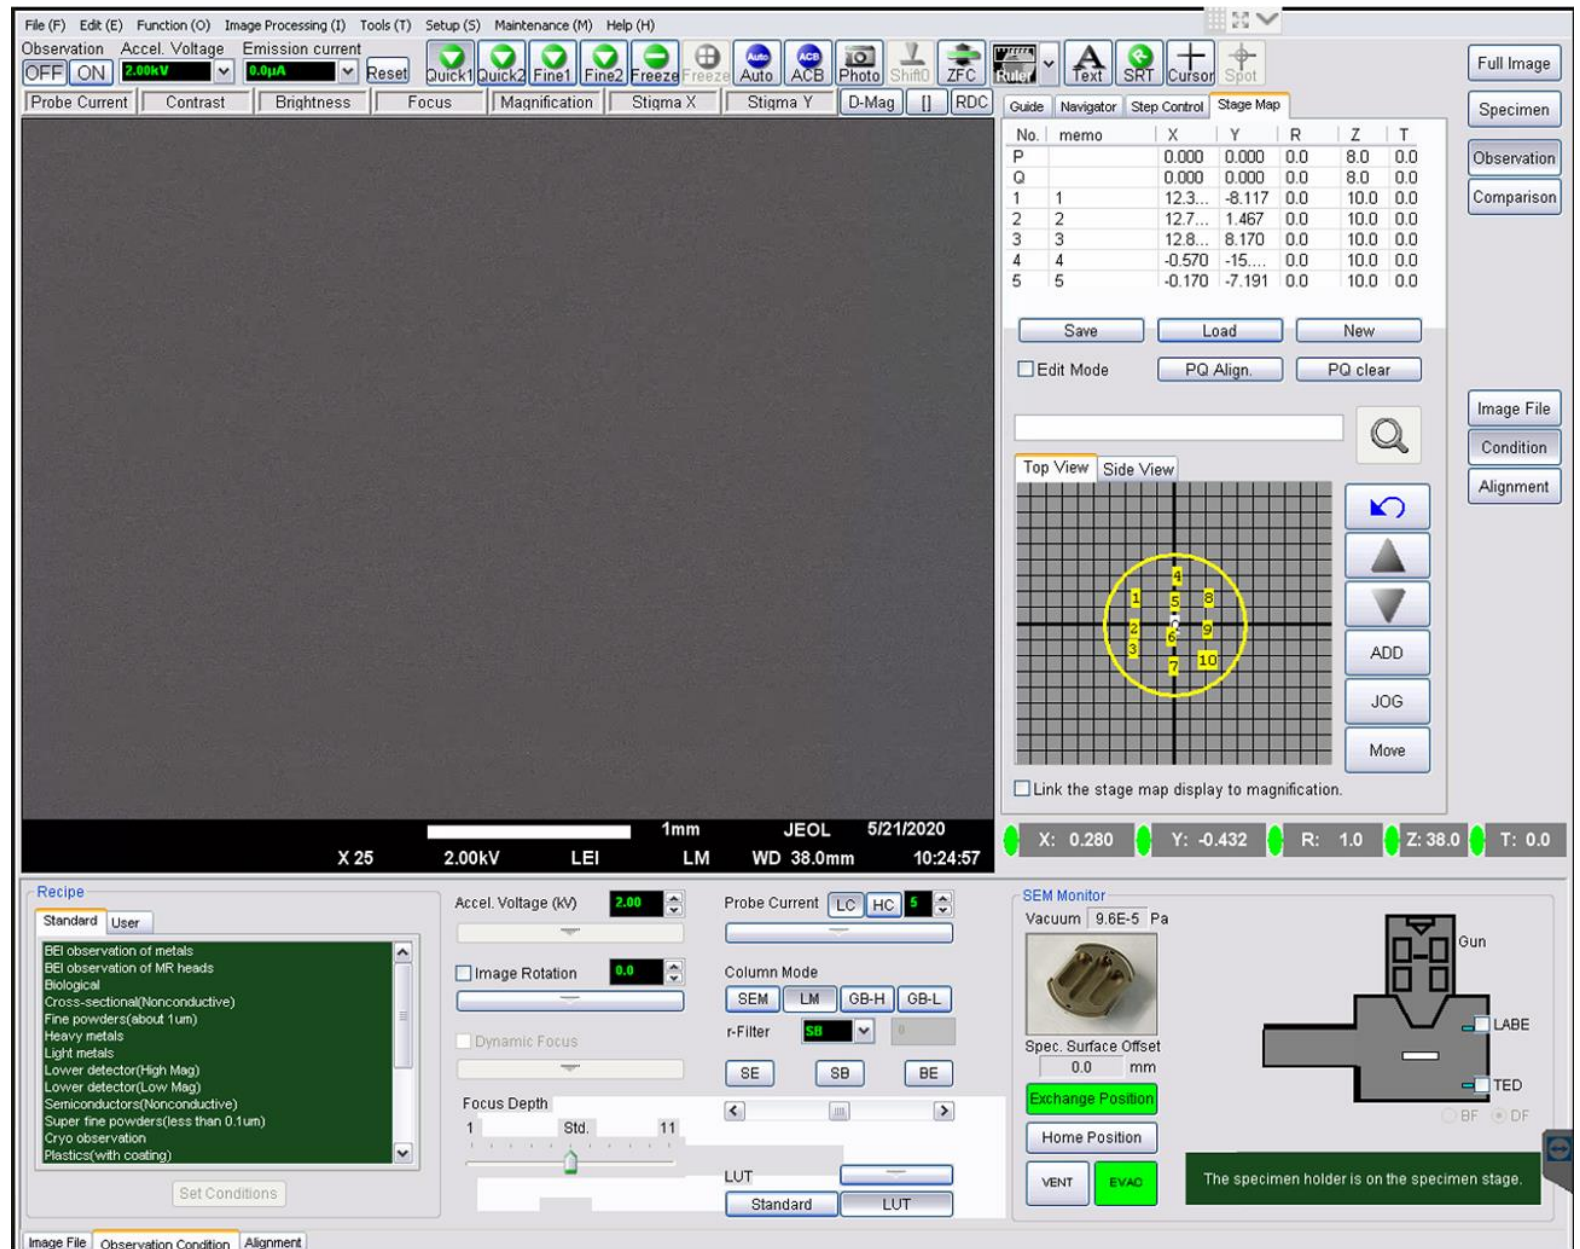 File (F) Edit (E) Function (O) Image Processing (I) Tools (T) Setup (S) Maintenance (M) Help (H)
Observation Accel. Voltage Emission current
OFF ON 2.00kV 0.0µA Reset Quick1 Quick2 Fine1 Fine2 Freeze Freeze Auto ACB Photo Shift0 ZFC Ruler Text SRT Cursor Spot
Auto ACB
Probe Current Contrast Brightness Focus Magnification Stigma X Stigma Y D-Mag [] RDC
Full Image
Specimen
Observation
Comparison
Image File
Condition
Alignment
Guide Navigator Step Control Stage Map
No. memo X Y R Z T
P 0.000 0.000 0.0 8.0 0.0
Q 0.000 0.000 0.0 8.0 0.0
1 1 12.3... -8.117 0.0 10.0 0.0
2 2 12.7... 1.467 0.0 10.0 0.0
3 3 12.8... 8.170 0.0 10.0 0.0
4 4 -0.570 -15.... 0.0 10.0 0.0
5 5 -0.170 -7.191 0.0 10.0 0.0
Save Load New
Edit Mode PQ Align. PQ clear
Top View Side View
4
1 5 8
2 6 9
3 7 10
ADD
JOG
Move
Link the stage map display to magnification.
1mm JEOL 5/21/2020
X 25 2.00kV LEI LM WD 38.0mm 10:24:57
X: 0.280 Y: -0.432 R: 1.0 Z: 38.0 T: 0.0
Recipe
Standard User
BEI observation of metals
BEI observation of MR heads
Biological
Cross-sectional(Nonconductive)
Fine powders(about 1um)
Heavy metals
Light metals
Lower detector(High Mag)
Lower detector(Low Mag)
Semiconductors(Nonconductive)
Super fine powders(less than 0.1um)
Cryo observation
Plastics(with coating)
Set Conditions
Accel. Voltage (kV) 2.00
Image Rotation 0.0
Dynamic Focus
Focus Depth
1 Std. 11
Probe Current LC HC 5
Column Mode
SEM LM GB-H GB-L
r-Filter SB 0
SE SB BE
LUT
Standard LUT
SEM Monitor
Vacuum 9.6E-5 Pa
Spec. Surface Offset
0.0 mm
Exchange Position
Home Position
VENT EVAC
Gun
LABE
TED
BF DF
The specimen holder is on the specimen stage.
Image File Observation Condition Alignment